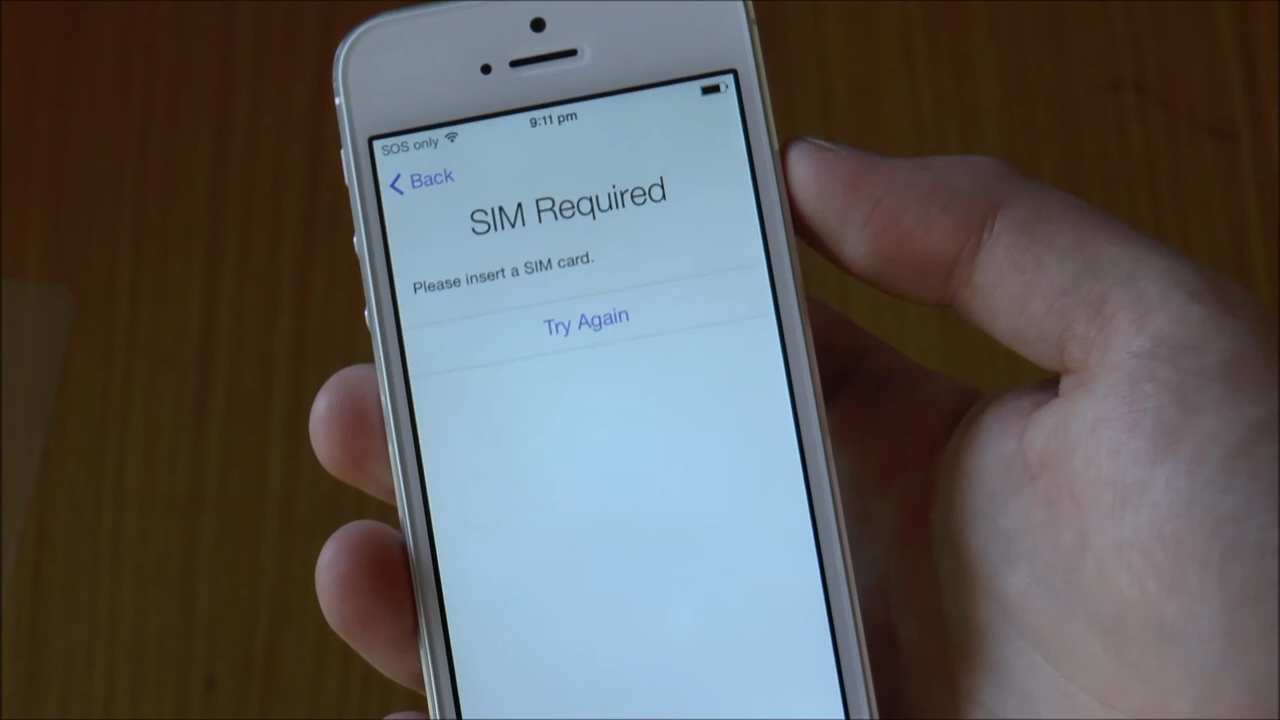 SOS only
9:11 pm
Back
SIM Required
Please insert a SIM card.
Try Again